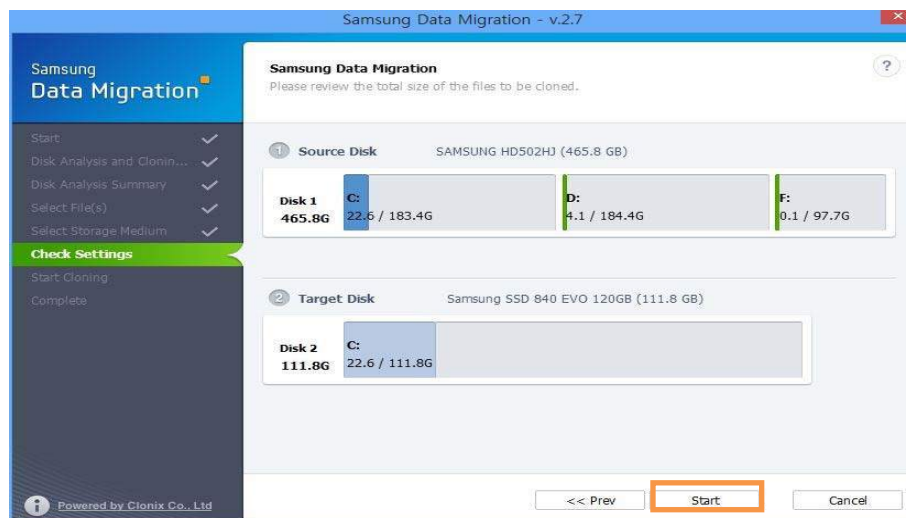 Samsung Data Migration - v.2.7
Samsung
Data Migration
Start
Disk Analysis and Clonin...
Disk Analysis Summary
Select File(s)
Select Storage Medium
Check Settings
Start Cloning
Complete
Powered by Clonix Co., Ltd
Samsung Data Migration
Please review the total size of the files to be cloned.
?
1 Source Disk SAMSUNG HD502HJ (465.8 GB)
Disk 1
465.8G
C:
22.6 / 183.4G
D:
4.1 / 184.4G
F:
0.1 / 97.7G
2 Target Disk Samsung SSD 840 EVO 120GB (111.8 GB)
Disk 2
111.8G
C:
22.6 / 111.8G
<< Prev
Start
Cancel